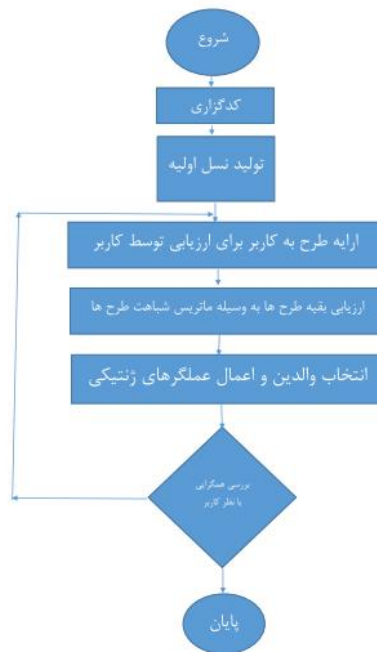 شروع
کدگزاری
تولید نسل اولیه
ارایه طرح به کاربر برای ارزیابی توسط کاربر
ارزیابی بقیه طرح ها به وسیله ماتریس شباهت طرح ها
انتخاب والدین و اعمال عملگرهای ژنتیکی
بررسی همگرایی
با نظر کاربر
پایان